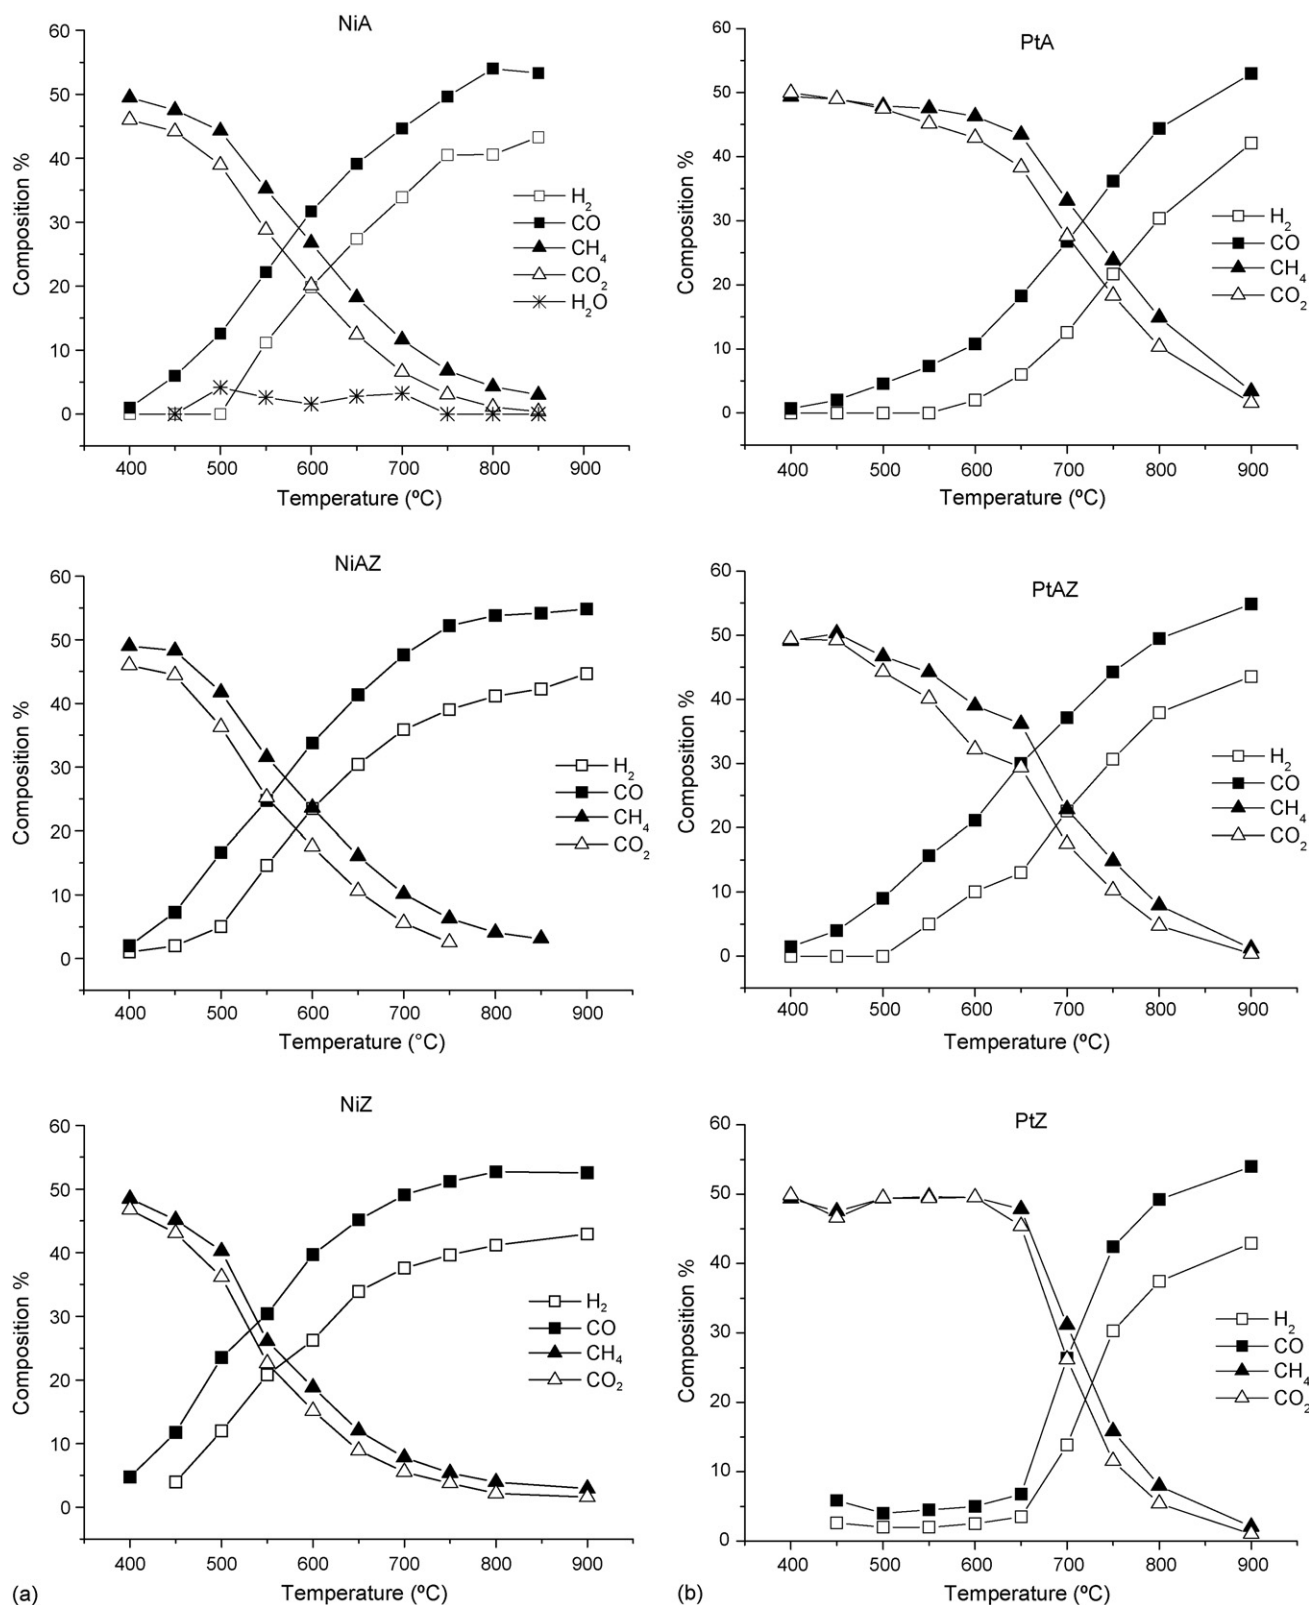 NiA
60
50
40
30
20
10
0
Composition %
H₂
CO
CH₄
CO₂
H₂O
400 500 600 700 800 900
Temperature (ºC)
PtA
60
50
40
30
20
10
0
Composition %
H₂
CO
CH₄
CO₂
400 500 600 700 800 900
Temperature (ºC)
NiAZ
60
50
40
30
20
10
0
Composition %
H₂
CO
CH₄
CO₂
400 500 600 700 800 900
Temperature (°C)
PtAZ
60
50
40
30
20
10
0
Composition %
H₂
CO
CH₄
CO₂
400 500 600 700 800 900
Temperature (ºC)
NiZ
60
50
40
30
20
10
0
Composition %
H₂
CO
CH₄
CO₂
400 500 600 700 800 900
Temperature (ºC)
(a)
PtZ
60
50
40
30
20
10
0
Composition %
H₂
CO
CH₄
CO₂
400 500 600 700 800 900
Temperature (ºC)
(b)